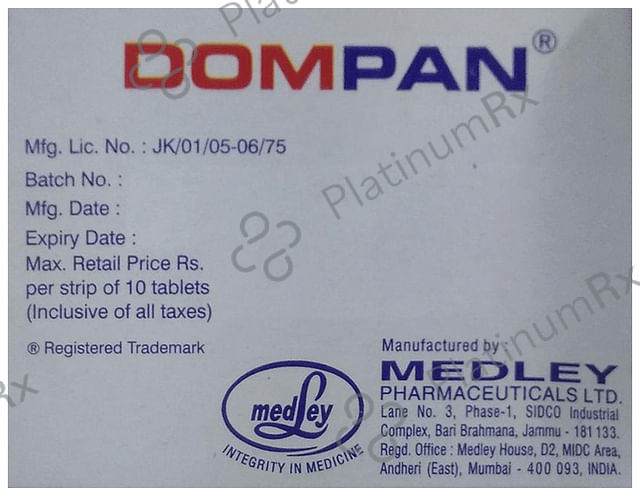 DOMPAN®
Mfg. Lic. No. : JK/01/05-06/75
Batch No. :
Mfg. Date :
Expiry Date :
Max. Retail Price Rs.
per strip of 10 tablets
(Inclusive of all taxes)
® Registered Trademark
medley
INTEGRITY IN MEDICINE
Manufactured by :
MEDLEY
PHARMACEUTICALS LTD.
Lane No. 3, Phase-1, SIDCO Industrial
Complex, Bari Brahmana, Jammu - 181 133.
Regd. Office : Medley House, D2, MIDC Area,
Andheri (East), Mumbai - 400 093, INDIA.
PlatinumRx
PlatinumRx
PlatinumRx
Rx